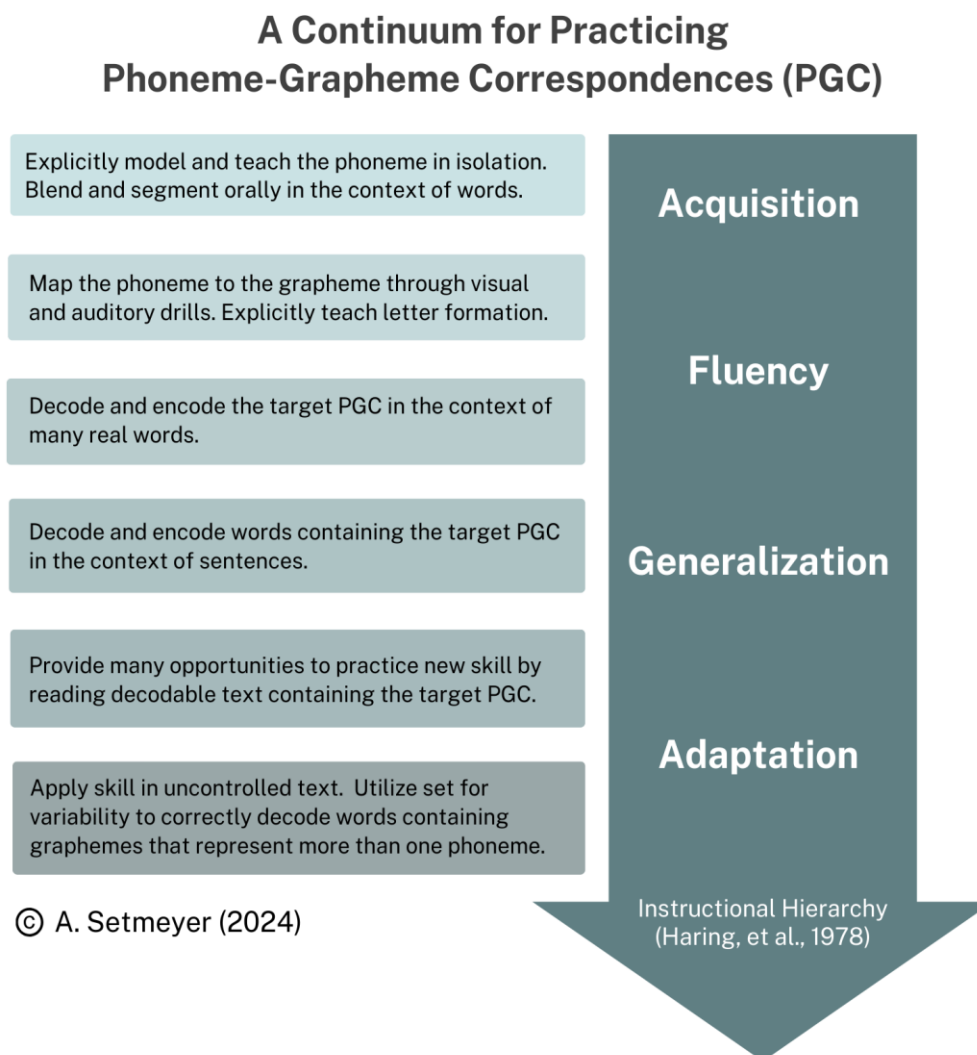 A Continuum for Practicing
Phoneme-Grapheme Correspondences (PGC)
Explicitly model and teach the phoneme in isolation.
Blend and segment orally in the context of words.
Acquisition
Map the phoneme to the grapheme through visual
and auditory drills. Explicitly teach letter formation.
Fluency
Decode and encode the target PGC in the context of
many real words.
Decode and encode words containing the target PGC
in the context of sentences.
Generalization
Provide many opportunities to practice new skill by
reading decodable text containing the target PGC.
Adaptation
Apply skill in uncontrolled text.  Utilize set for
variability to correctly decode words containing
graphemes that represent more than one phoneme.
© A. Setmeyer (2024)
Instructional Hierarchy
(Haring, et al., 1978)